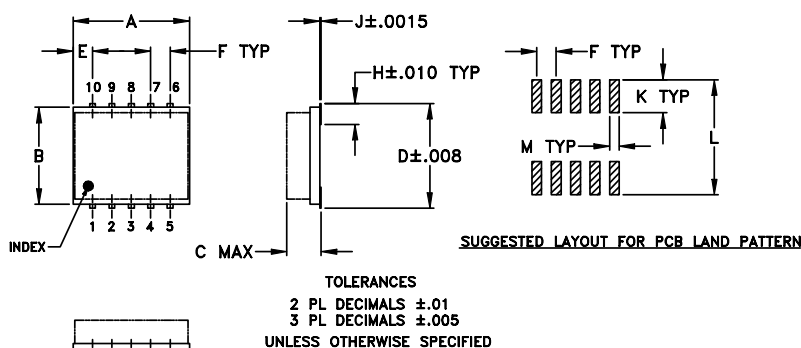 A
E
F TYP
10 9 8 7 6
B
1 2 3 4 5
INDEX
J±.0015
H±.010 TYP
D±.008
C MAX
F TYP
K TYP
M TYP
L
SUGGESTED LAYOUT FOR PCB LAND PATTERN
TOLERANCES
2 PL DECIMALS ±.01
3 PL DECIMALS ±.005
UNLESS OTHERWISE SPECIFIED